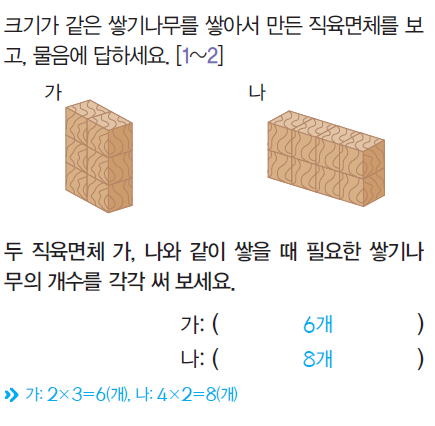 크기가 같은 쌓기나무를 쌓아서 만든 직육면체를 보
고, 물음에 답하세요. [1~2]
가 나
두 직육면체 가, 나와 같이 쌓을 때 필요한 쌓기나
무의 개수를 각각 써 보세요.
가: ( 6개 )
나: ( 8개 )
» 가: 2×3=6(개), 나: 4×2=8(개)